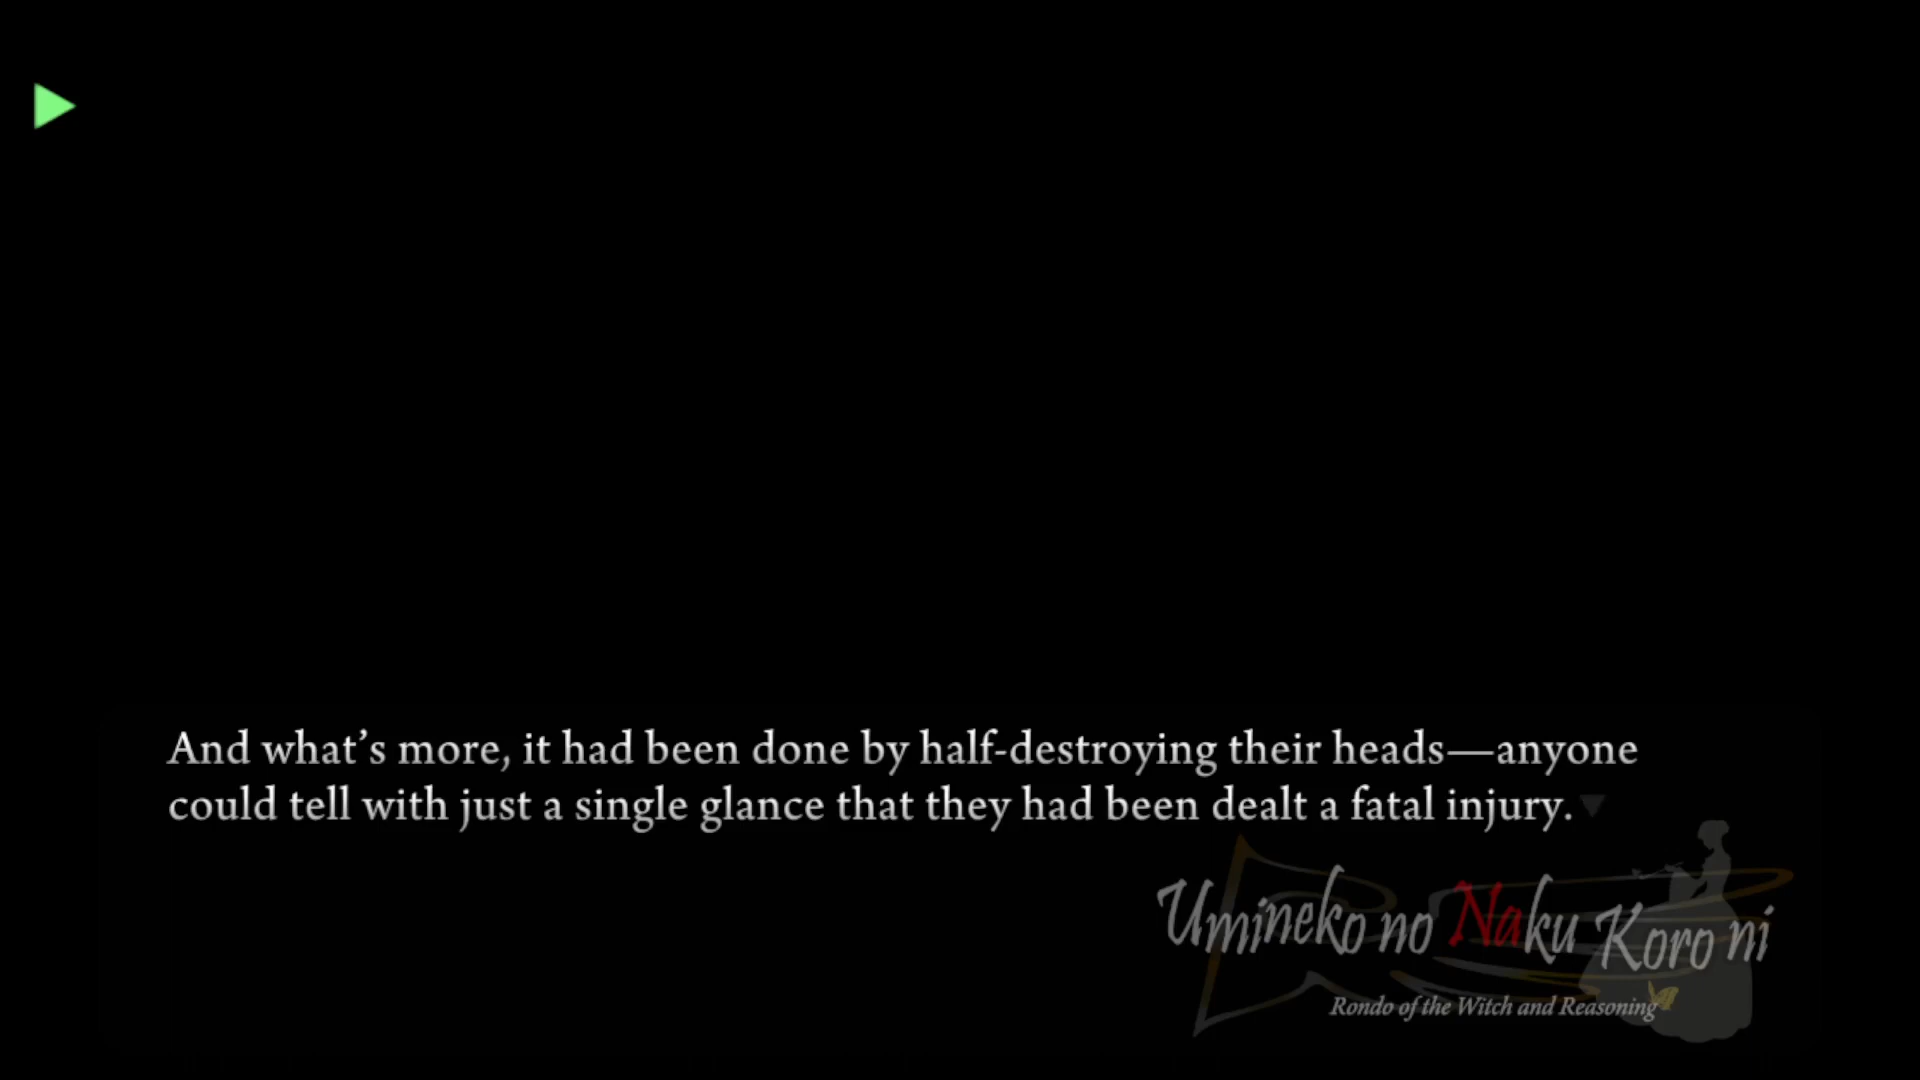 And what’s more, it had been done by half-destroying their heads—anyone
could tell with just a single glance that they had been dealt a fatal injury.
Umineko no Naku Koro ni
Rondo of the Witch and Reasoning